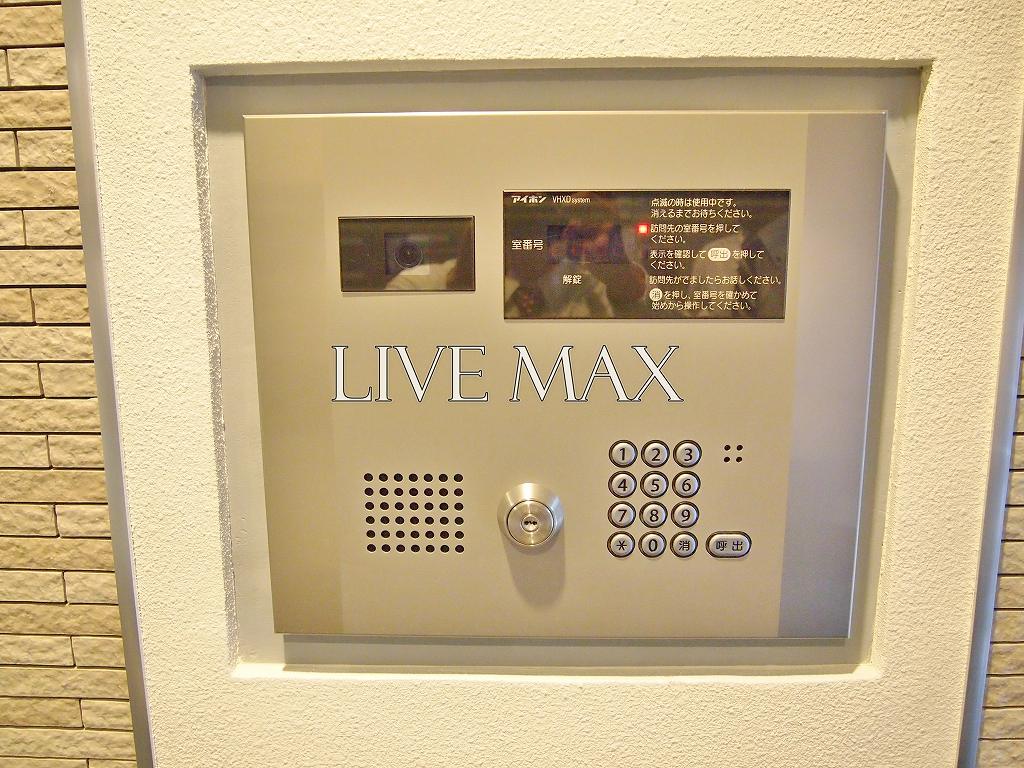 アイホン VHXD system
室番号
解錠
点滅の時は使用中です。
消えるまでお待ちください。
訪問先の室番号を押して
ください。
表示を確認して 呼出 を押して
ください。
訪問先がでましたらお話しください。
消 を押し、室番号を確かめて
始めから操作してください。
LIVE MAX
1 2 3
4 5 6
7 8 9
* 0 消 呼出